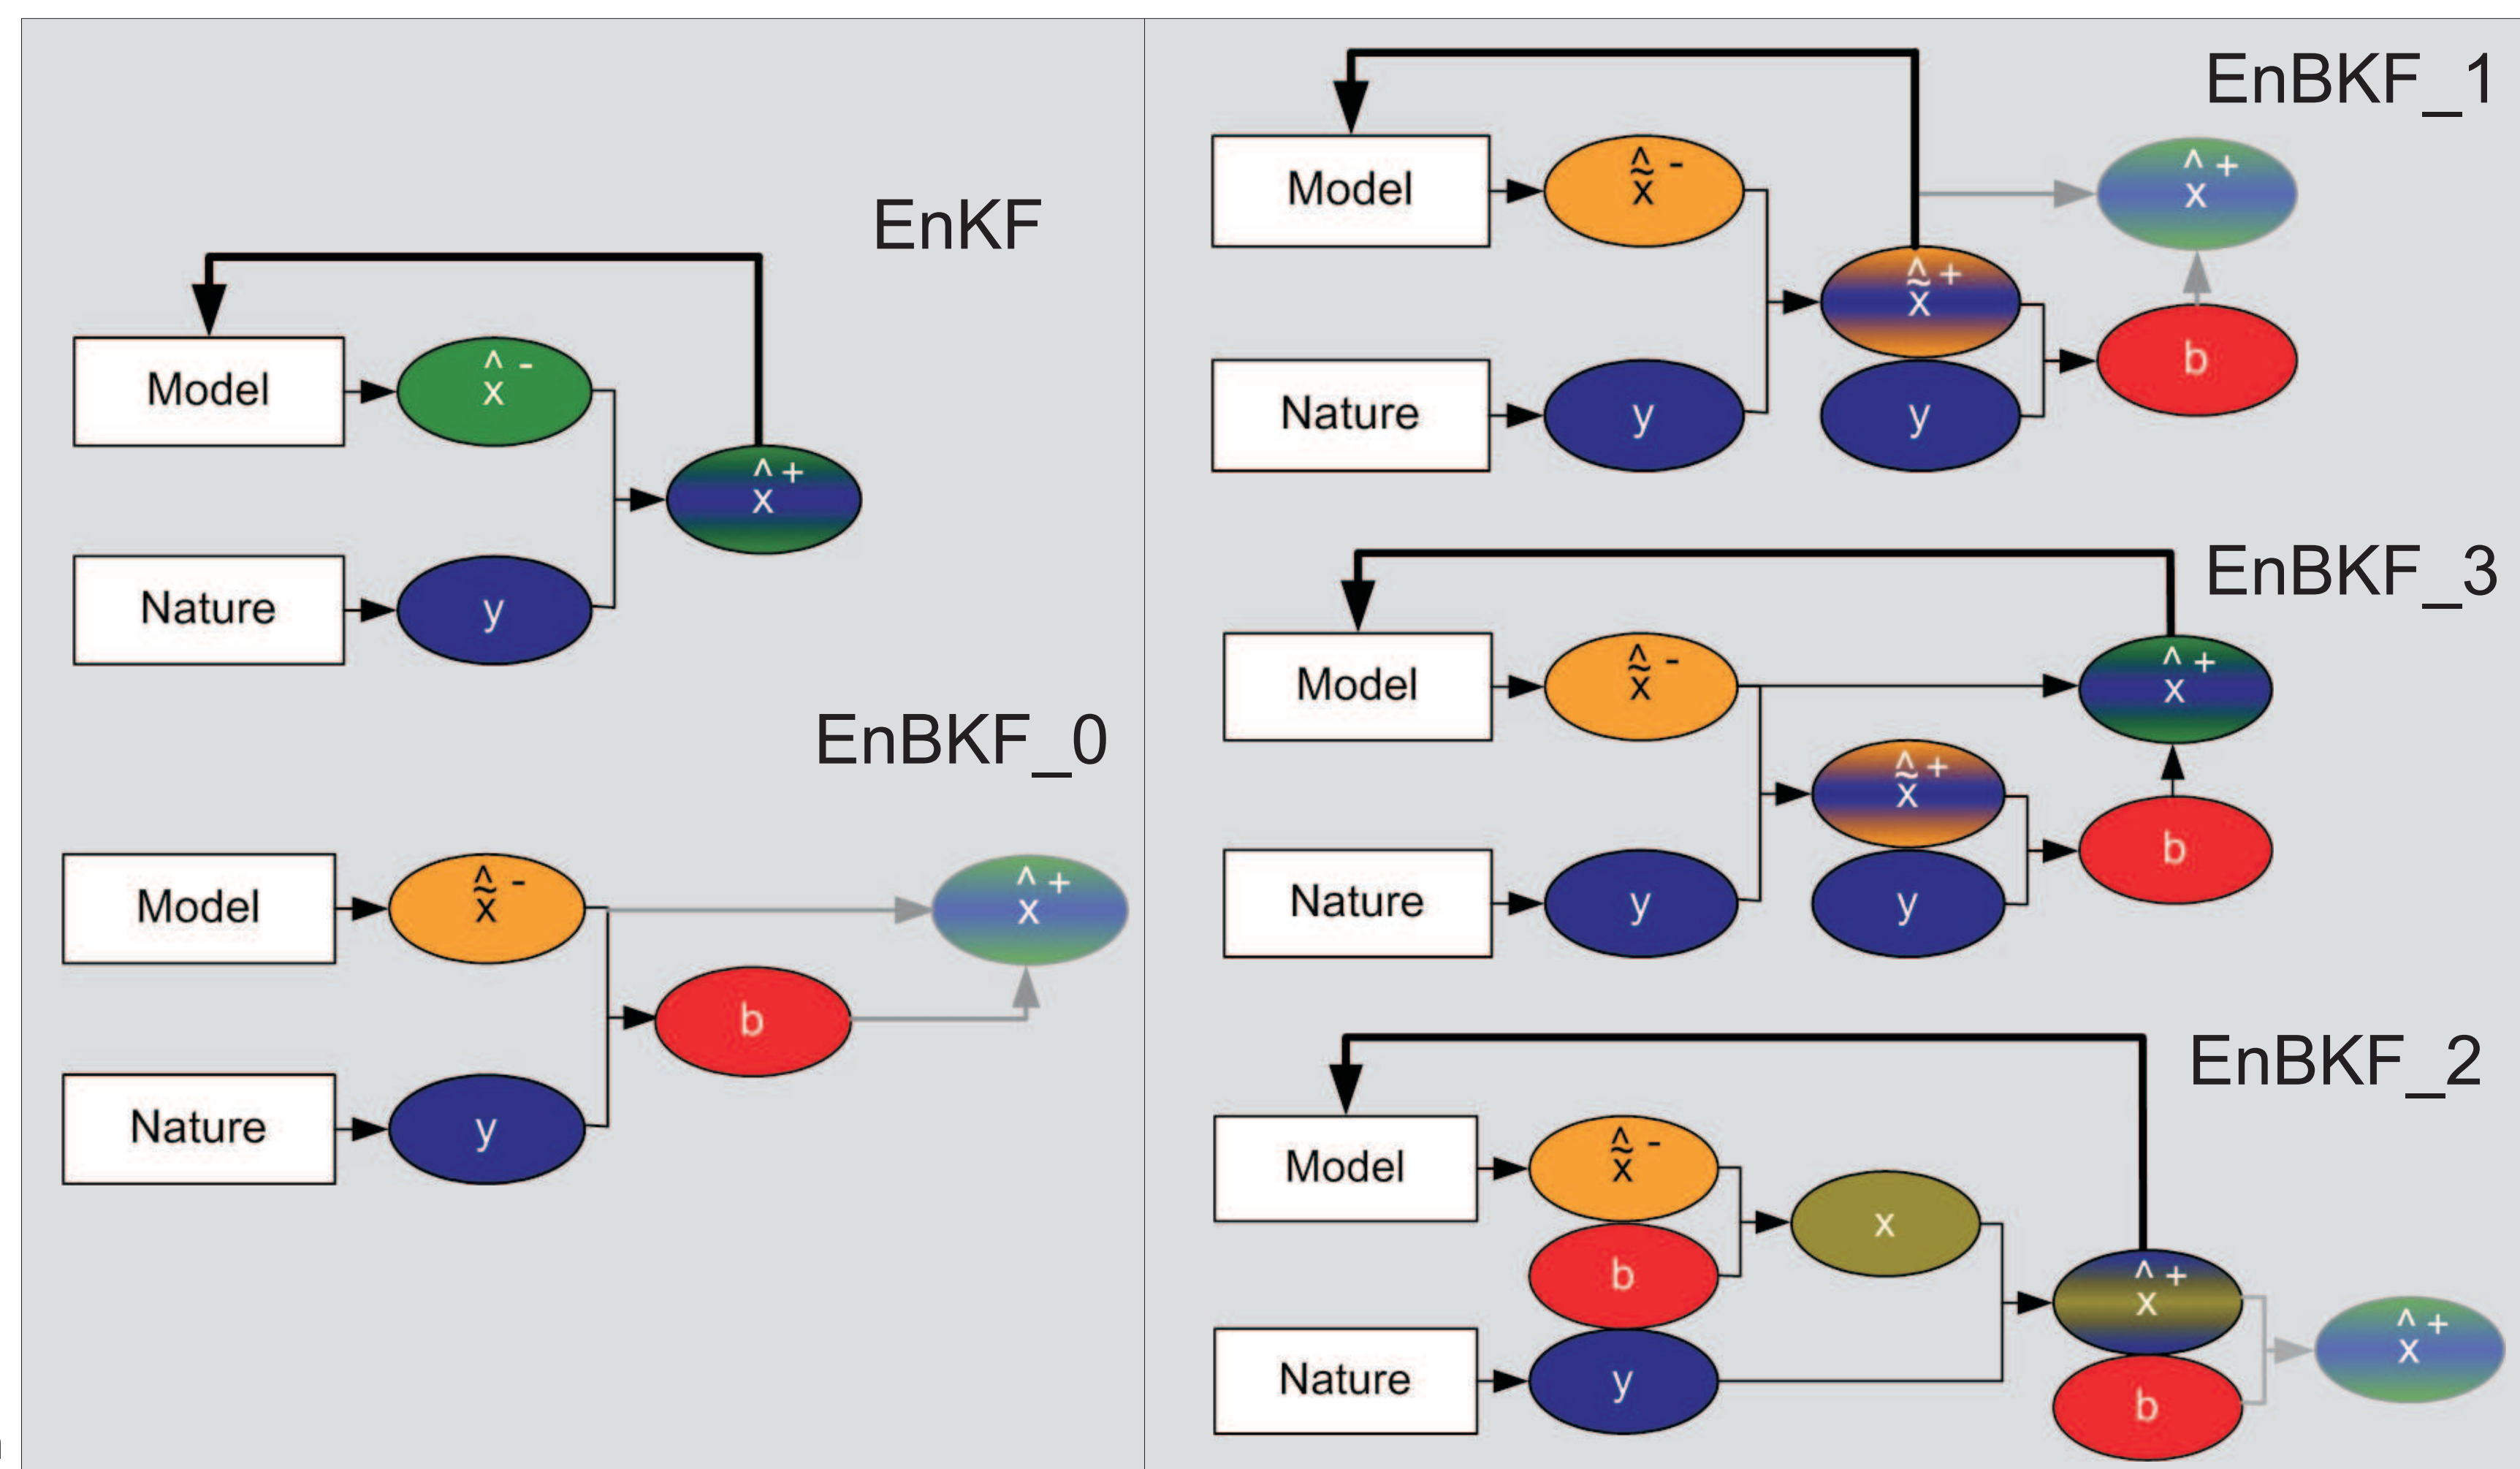 EnKF
Model
x̂ -
x̂ +
Nature
y
EnBKF_0
Model
x̃̂ -
x̂ +
b
Nature
y
EnBKF_1
Model
x̃̂ -
x̂ +
x̃̂ +
b
Nature
y
y
EnBKF_3
Model
x̃̂ -
x̂ +
x̃̂ +
b
Nature
y
y
EnBKF_2
Model
x̃̂ -
x
b
x̂ +
x̂ +
Nature
y
b